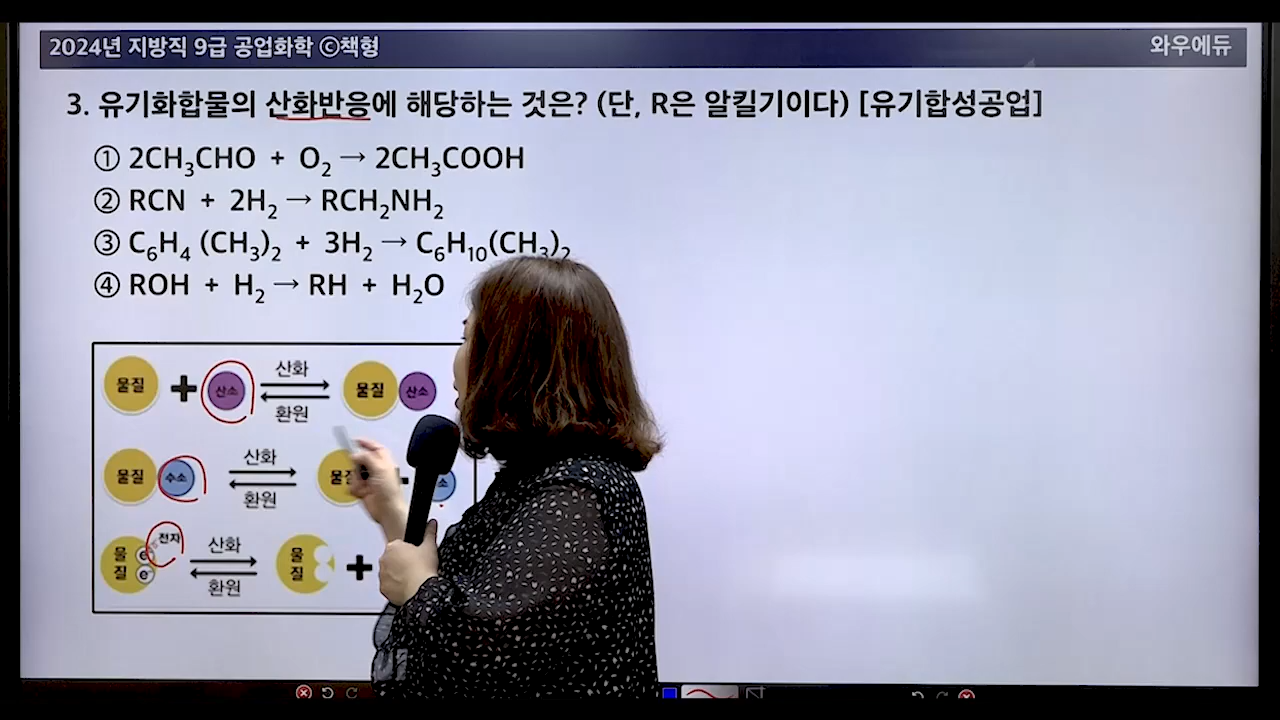 2024년 지방직 9급 공업화학 ⓒ책형
와우에듀
3. 유기화합물의 산화반응에 해당하는 것은? (단, R은 알킬기이다) [유기합성공업]
① 2CH₃CHO + O₂ → 2CH₃COOH
② RCN + 2H₂ → RCH₂NH₂
③ C₆H₄ (CH₃)₂ + 3H₂ → C₆H₁₀(CH₃)₂
④ ROH + H₂ → RH + H₂O
물질 + 산소 산화 환원 물질 산소
물질 수소 산화 환원 물질 소
물질 e⁻ e⁻ 전자 산화 환원 물질 +